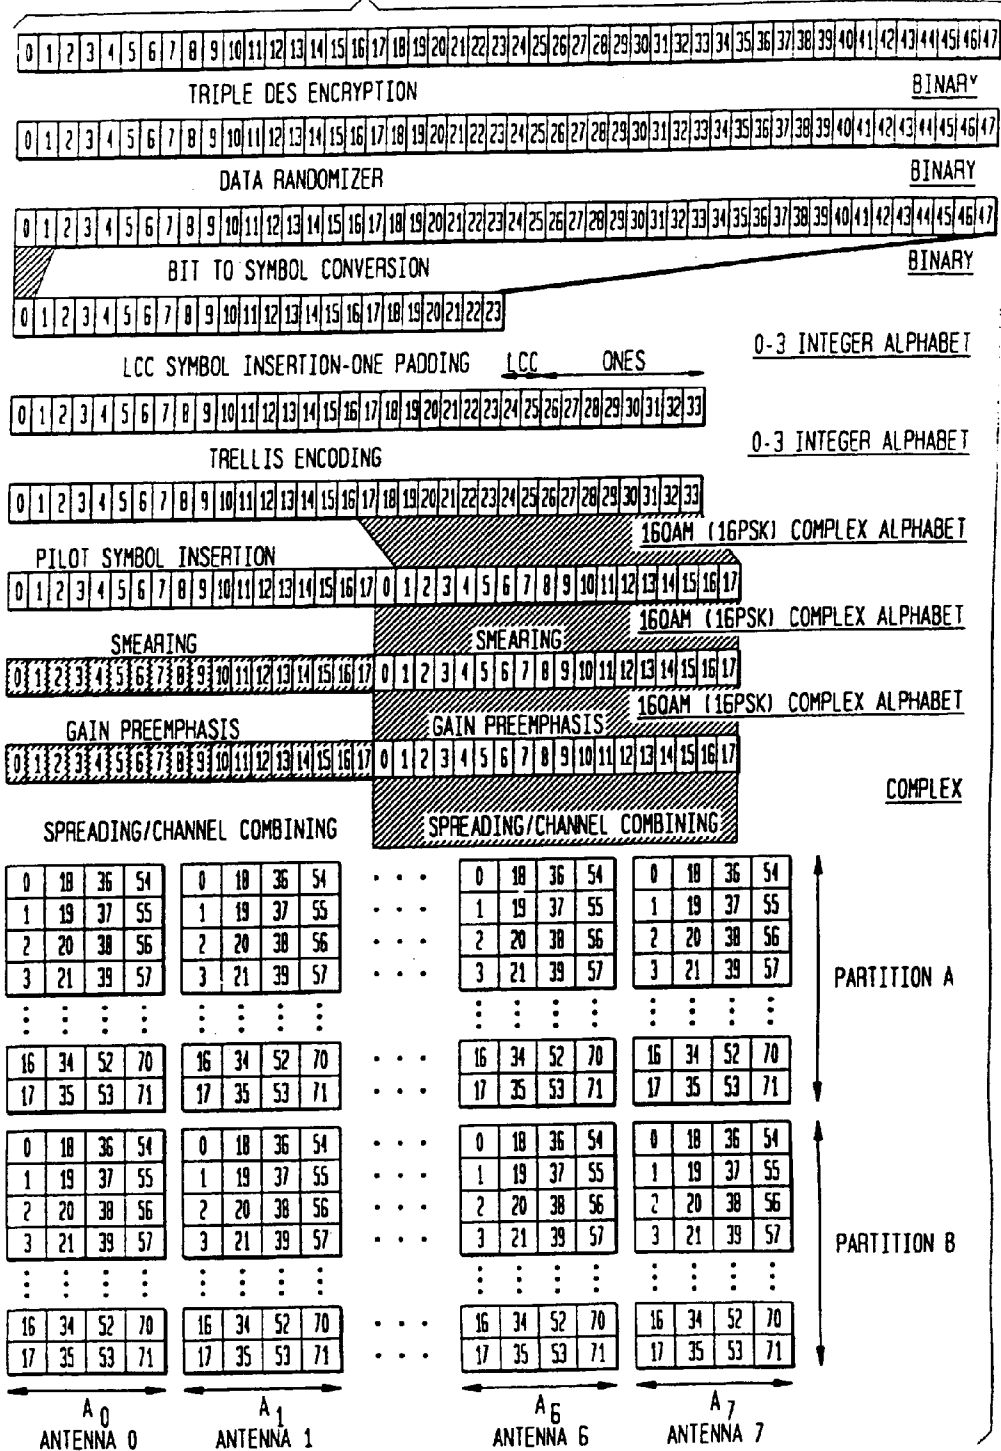 0 1 2 3 4 5 6 7 8 9 10 11 12 13 14 15 16 17 18 19 20 21 22 23 24 25 26 27 28 29 30 31 32 33 34 35 36 37 38 39 40 41 42 43 44 45 46 47
TRIPLE DES ENCRYPTION BINARY
0 1 2 3 4 5 6 7 8 9 10 11 12 13 14 15 16 17 18 19 20 21 22 23 24 25 26 27 28 29 30 31 32 33 34 35 36 37 38 39 40 41 42 43 44 45 46 47
DATA RANDOMIZER BINARY
0 1 2 3 4 5 6 7 8 9 10 11 12 13 14 15 16 17 18 19 20 21 22 23 24 25 26 27 28 29 30 31 32 33 34 35 36 37 38 39 40 41 42 43 44 45 46 47
BIT TO SYMBOL CONVERSION BINARY
0 1 2 3 4 5 6 7 8 9 10 11 12 13 14 15 16 17 18 19 20 21 22 23
0-3 INTEGER ALPHABET
LCC SYMBOL INSERTION-ONE PADDING LCC ONES
0 1 2 3 4 5 6 7 8 9 10 11 12 13 14 15 16 17 18 19 20 21 22 23 24 25 26 27 28 29 30 31 32 33
TRELLIS ENCODING 0-3 INTEGER ALPHABET
0 1 2 3 4 5 6 7 8 9 10 11 12 13 14 15 16 17 18 19 20 21 22 23 24 25 26 27 28 29 30 31 32 33
PILOT SYMBOL INSERTION 16QAM (16PSK) COMPLEX ALPHABET
0 1 2 3 4 5 6 7 8 9 10 11 12 13 14 15 16 17 0 1 2 3 4 5 6 7 8 9 10 11 12 13 14 15 16 17
SMEARING SMEARING 16QAM (16PSK) COMPLEX ALPHABET
0 1 2 3 4 5 6 7 8 9 10 11 12 13 14 15 16 17 0 1 2 3 4 5 6 7 8 9 10 11 12 13 14 15 16 17
GAIN PREEMPHASIS GAIN PREEMPHASIS 16QAM (16PSK) COMPLEX ALPHABET
0 1 2 3 4 5 6 7 8 9 10 11 12 13 14 15 16 17 0 1 2 3 4 5 6 7 8 9 10 11 12 13 14 15 16 17
COMPLEX
SPREADING/CHANNEL COMBINING SPREADING/CHANNEL COMBINING
0 18 36 54 0 18 36 54 · · · 0 18 36 54 0 18 36 54
1 19 37 55 1 19 37 55 · · · 1 19 37 55 1 19 37 55
2 20 38 56 2 20 38 56 · · · 2 20 38 56 2 20 38 56
3 21 39 57 3 21 39 57 · · · 3 21 39 57 3 21 39 57
PARTITION A
16 34 52 70 16 34 52 70 · · · 16 34 52 70 16 34 52 70
17 35 53 71 17 35 53 71 · · · 17 35 53 71 17 35 53 71
0 18 36 54 0 18 36 54 · · · 0 18 36 54 0 18 36 54
1 19 37 55 1 19 37 55 · · · 1 19 37 55 1 19 37 55
2 20 38 56 2 20 38 56 · · · 2 20 38 56 2 20 38 56
3 21 39 57 3 21 39 57 · · · 3 21 39 57 3 21 39 57
PARTITION B
16 34 52 70 16 34 52 70 · · · 16 34 52 70 16 34 52 70
17 35 53 71 17 35 53 71 · · · 17 35 53 71 17 35 53 71
A0 A1 A6 A7
ANTENNA 0 ANTENNA 1 ANTENNA 6 ANTENNA 7